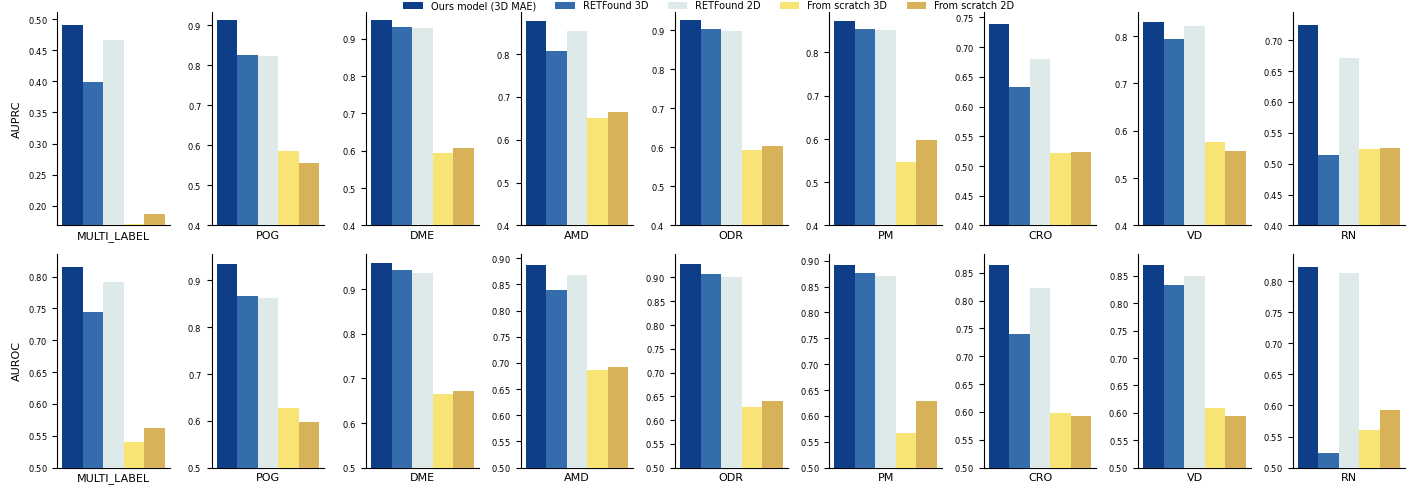 Ours model (3D MAE) RETFound 3D RETFound 2D From scratch 3D From scratch 2D
AUPRC
0.50 0.45 0.40 0.35 0.30 0.25 0.20
MULTI_LABEL
0.9 0.8 0.7 0.6 0.5 0.4
POG
0.9 0.8 0.7 0.6 0.5 0.4
DME
0.8 0.7 0.6 0.5 0.4
AMD
0.9 0.8 0.7 0.6 0.5 0.4
ODR
0.8 0.7 0.6 0.5 0.4
PM
0.75 0.70 0.65 0.60 0.55 0.50 0.45 0.40
CRO
0.8 0.7 0.6 0.5 0.4
VD
0.70 0.65 0.60 0.55 0.50 0.45 0.40
RN
AUROC
0.80 0.75 0.70 0.65 0.60 0.55 0.50
MULTI_LABEL
0.9 0.8 0.7 0.6 0.5
POG
0.9 0.8 0.7 0.6 0.5
DME
0.90 0.85 0.80 0.75 0.70 0.65 0.60 0.55 0.50
AMD
0.90 0.85 0.80 0.75 0.70 0.65 0.60 0.55 0.50
ODR
0.90 0.85 0.80 0.75 0.70 0.65 0.60 0.55 0.50
PM
0.85 0.80 0.75 0.70 0.65 0.60 0.55 0.50
CRO
0.85 0.80 0.75 0.70 0.65 0.60 0.55 0.50
VD
0.80 0.75 0.70 0.65 0.60 0.55 0.50
RN